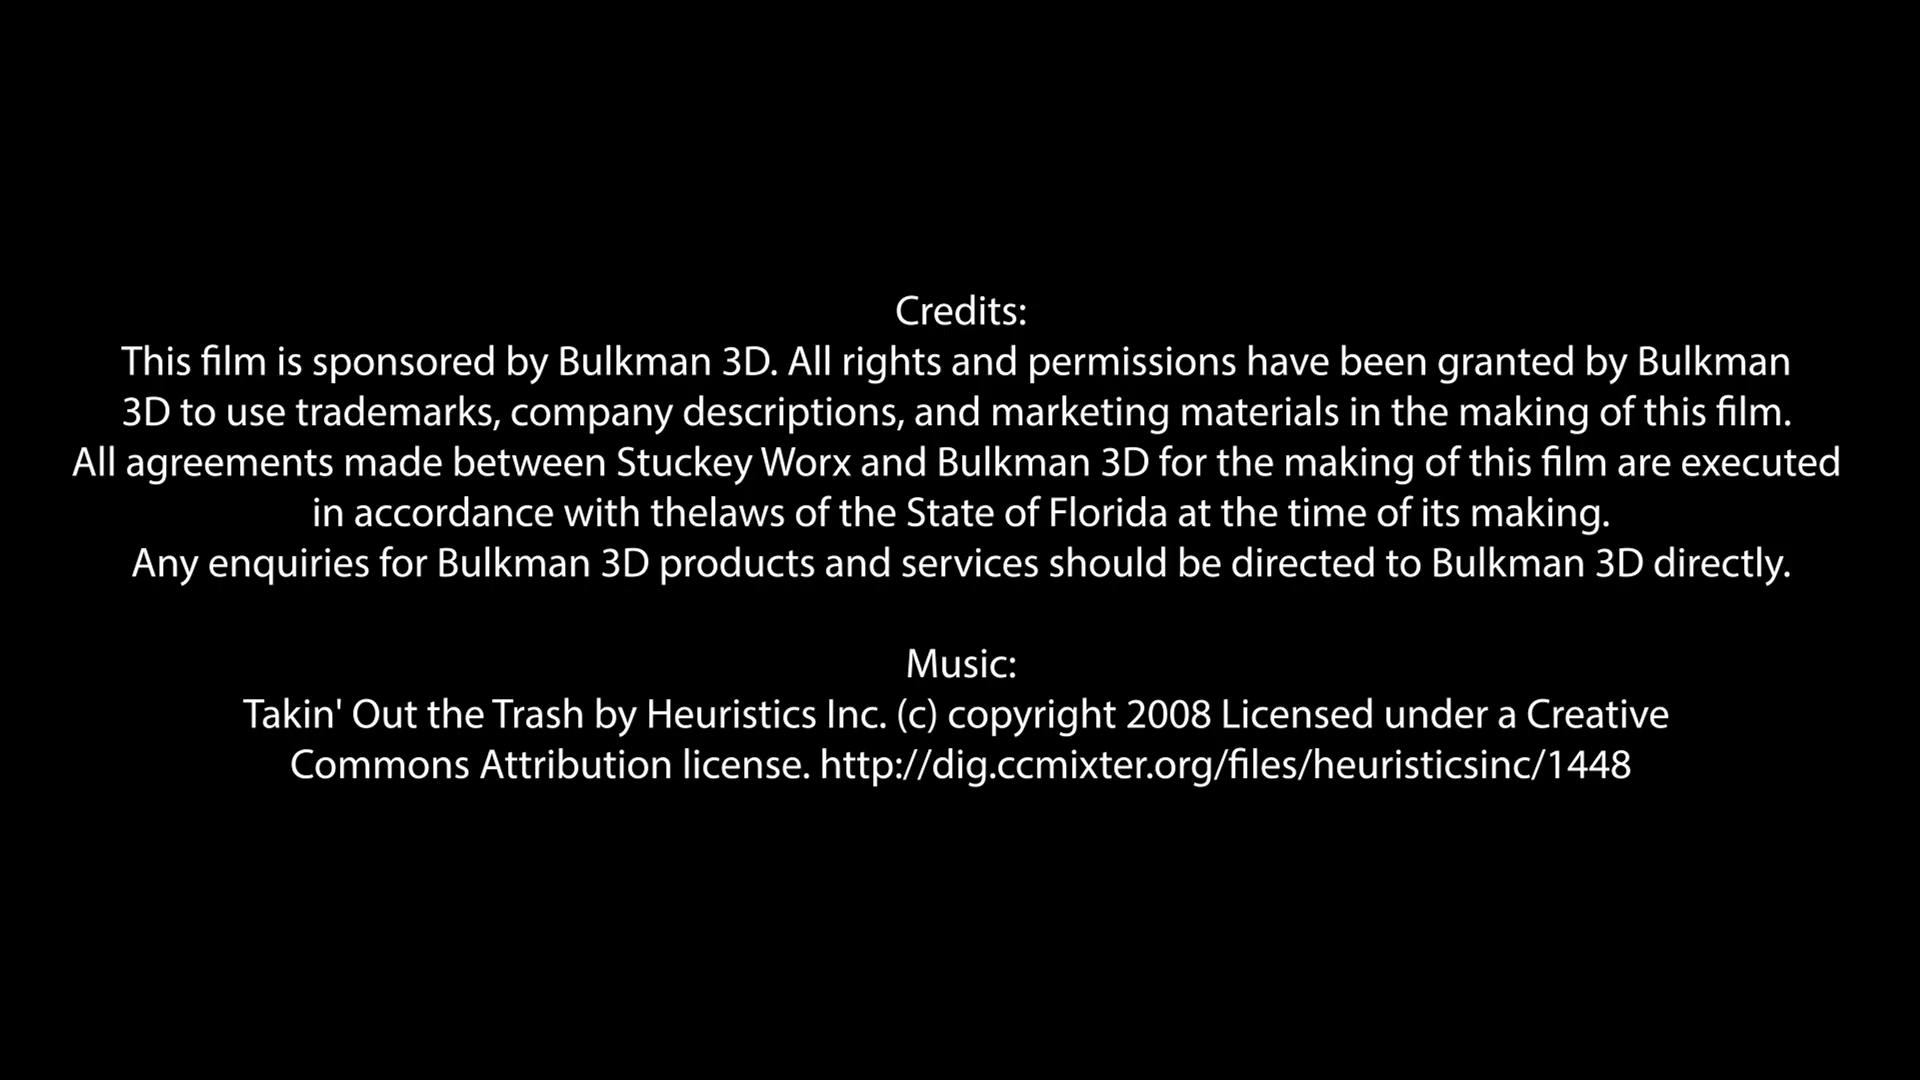 Credits:
This film is sponsored by Bulkman 3D. All rights and permissions have been granted by Bulkman
3D to use trademarks, company descriptions, and marketing materials in the making of this film.
All agreements made between Stuckey Worx and Bulkman 3D for the making of this film are executed
in accordance with thelaws of the State of Florida at the time of its making.
Any enquiries for Bulkman 3D products and services should be directed to Bulkman 3D directly.
Music:
Takin' Out the Trash by Heuristics Inc. (c) copyright 2008 Licensed under a Creative
Commons Attribution license. http://dig.ccmixter.org/files/heuristicsinc/1448